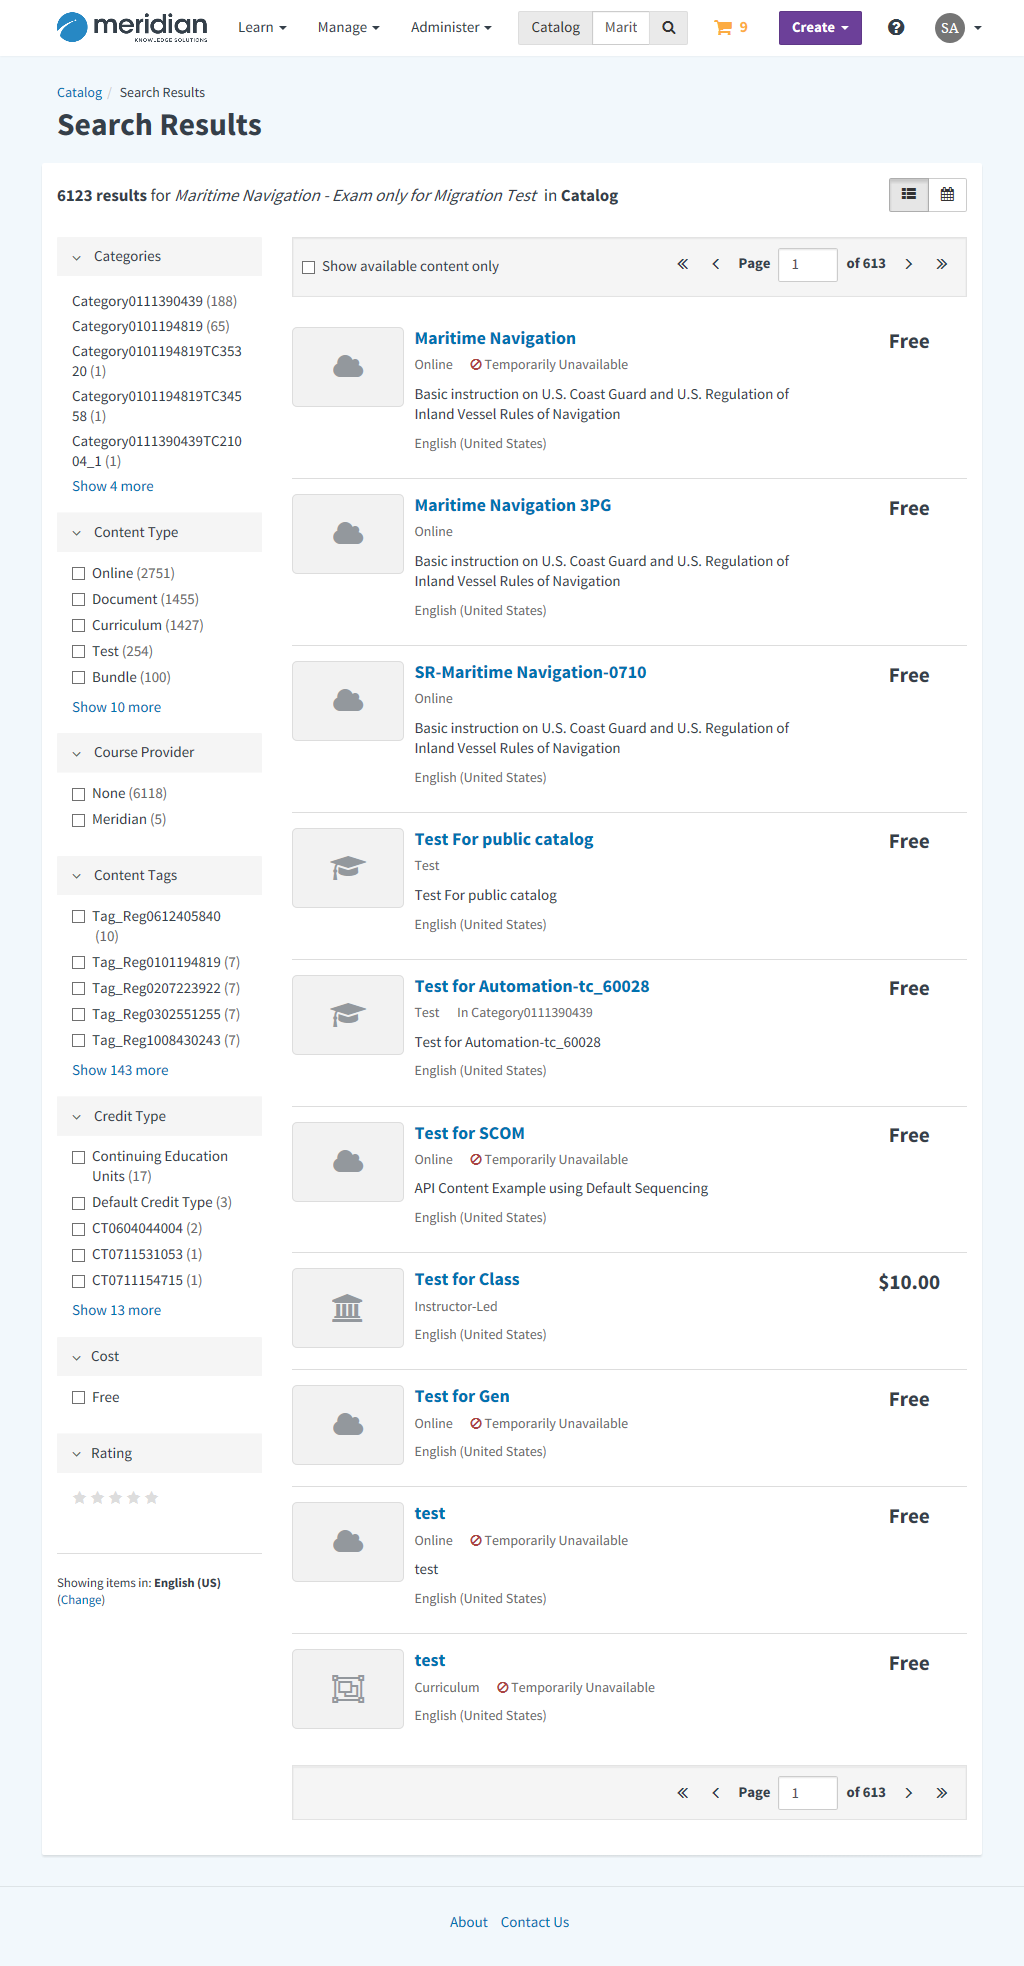 meridian
KNOWLEDGE SOLUTIONS
Learn
Manage
Administer
Catalog
Marit
9
Create
SA
Catalog / Search Results
Search Results
6123 results for Maritime Navigation - Exam only for Migration Test in Catalog
Categories
Category0111390439 (188)
Category0101194819 (65)
Category0101194819TC353
20 (1)
Category0101194819TC345
58 (1)
Category0111390439TC210
04_1 (1)
Show 4 more
Content Type
Online (2751)
Document (1455)
Curriculum (1427)
Test (254)
Bundle (100)
Show 10 more
Course Provider
None (6118)
Meridian (5)
Content Tags
Tag_Reg0612405840
(10)
Tag_Reg0101194819 (7)
Tag_Reg0207223922 (7)
Tag_Reg0302551255 (7)
Tag_Reg1008430243 (7)
Show 143 more
Credit Type
Continuing Education
Units (17)
Default Credit Type (3)
CT0604044004 (2)
CT0711531053 (1)
CT0711154715 (1)
Show 13 more
Cost
Free
Rating
Showing items in: English (US)
(Change)
Show available content only
Page 1 of 613
Maritime Navigation
Free
Online Temporarily Unavailable
Basic instruction on U.S. Coast Guard and U.S. Regulation of
Inland Vessel Rules of Navigation
English (United States)
Maritime Navigation 3PG
Free
Online
Basic instruction on U.S. Coast Guard and U.S. Regulation of
Inland Vessel Rules of Navigation
English (United States)
SR-Maritime Navigation-0710
Free
Online
Basic instruction on U.S. Coast Guard and U.S. Regulation of
Inland Vessel Rules of Navigation
English (United States)
Test For public catalog
Free
Test
Test For public catalog
English (United States)
Test for Automation-tc_60028
Free
Test In Category0111390439
Test for Automation-tc_60028
English (United States)
Test for SCOM
Free
Online Temporarily Unavailable
API Content Example using Default Sequencing
English (United States)
Test for Class
$10.00
Instructor-Led
English (United States)
Test for Gen
Free
Online Temporarily Unavailable
English (United States)
test
Free
Online Temporarily Unavailable
test
English (United States)
test
Free
Curriculum Temporarily Unavailable
English (United States)
Page 1 of 613
About Contact Us